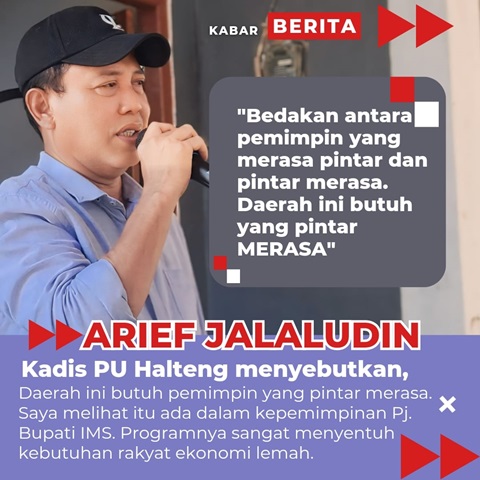 KABAR BERITA
"Bedakan antara
pemimpin yang
merasa pintar dan
pintar merasa.
Daerah ini butuh
yang pintar
MERASA"
ARIEF JALALUDIN
Kadis PU Halteng menyebutkan,
Daerah ini butuh pemimpin yang pintar merasa.
Saya melihat itu ada dalam kepemimpinan Pj.
Bupati IMS. Programnya sangat menyentuh
kebutuhan rakyat ekonomi lemah.